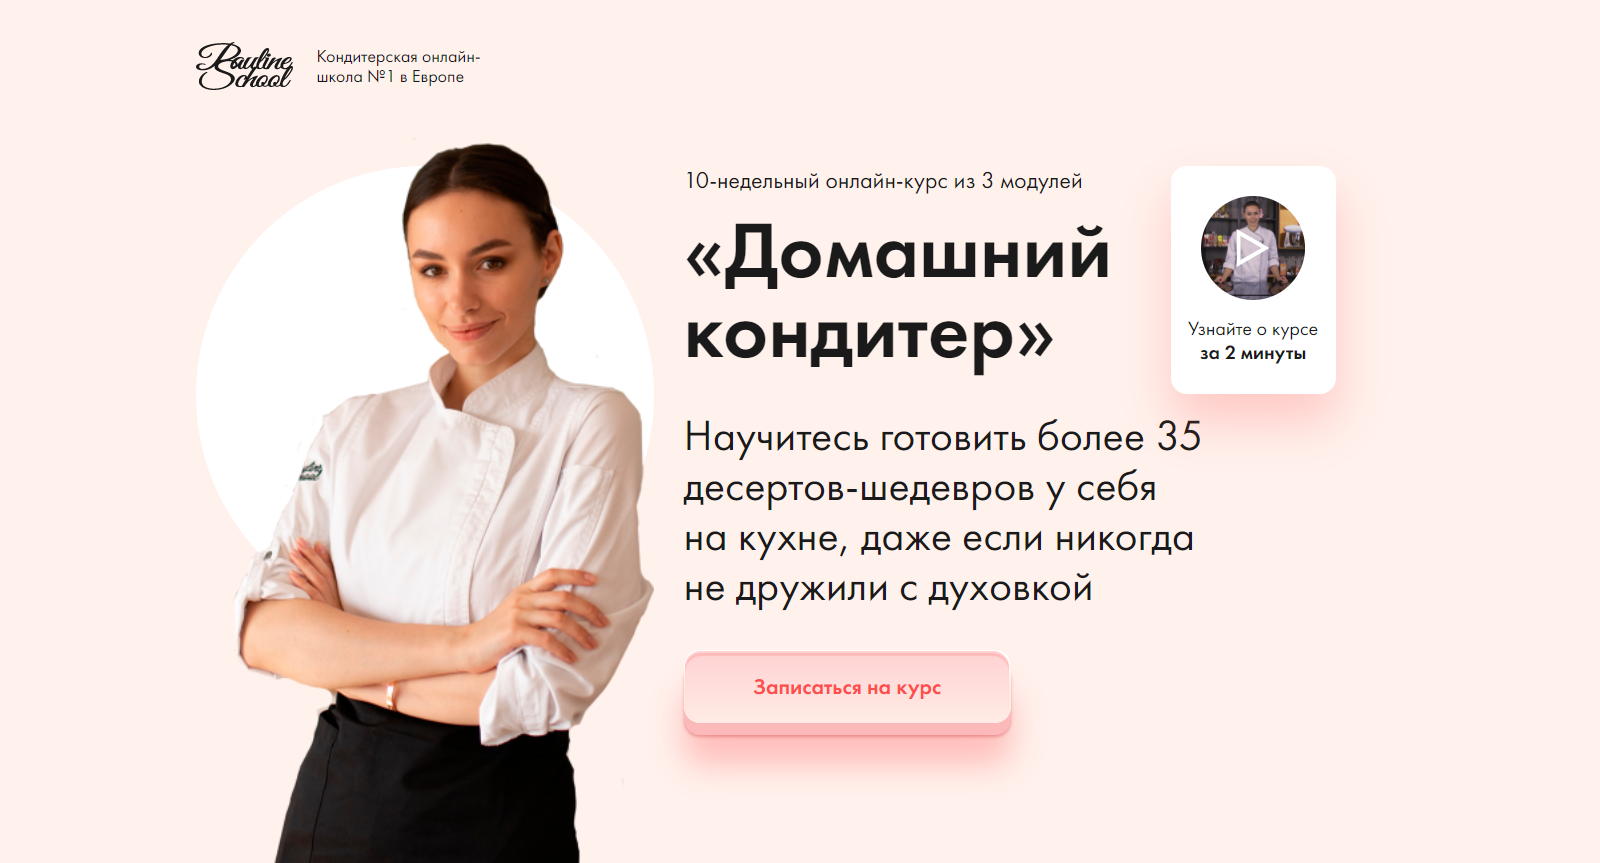 Pauline
School
Кондитерская онлайн-
школа №1 в Европе
10-недельный онлайн-курс из 3 модулей
«Домашний
кондитер»
Узнайте о курсе
за 2 минуты
Научитесь готовить более 35
десертов-шедевров у себя
на кухне, даже если никогда
не дружили с духовкой
Записаться на курс